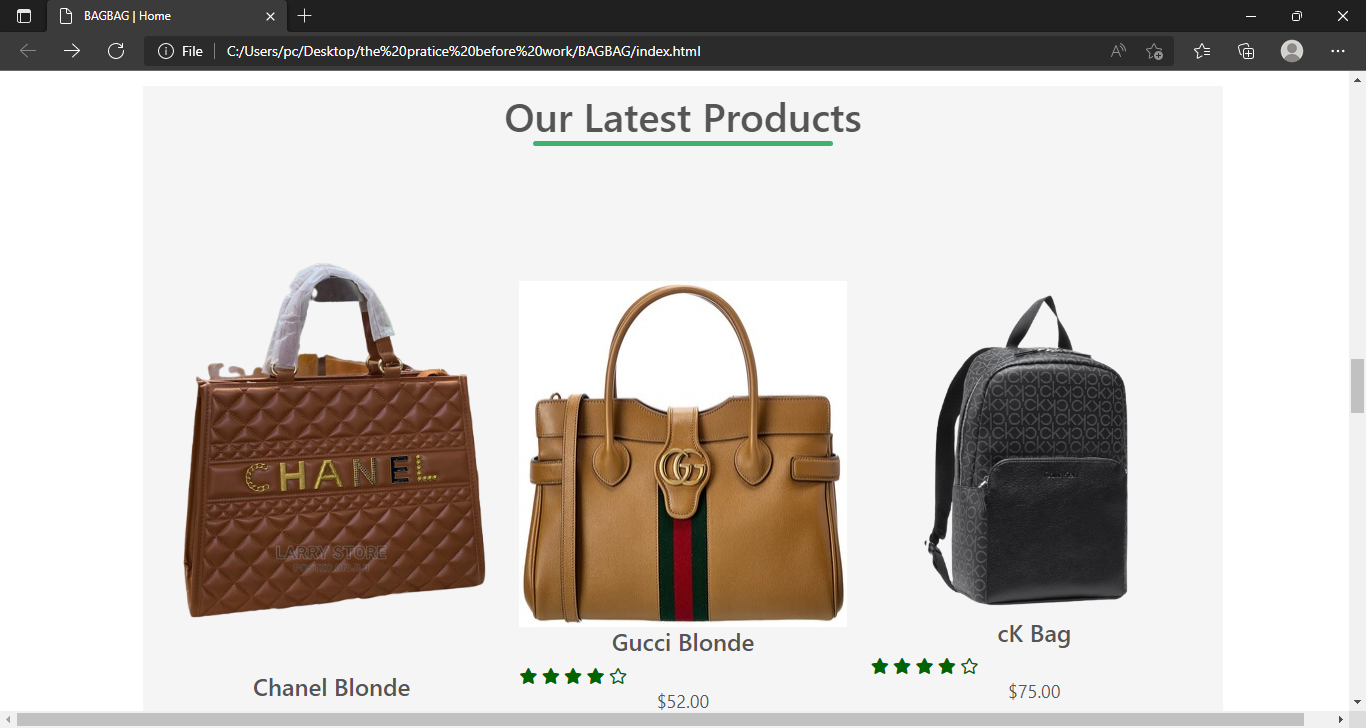 BAGBAG | Home
File
C:/Users/pc/Desktop/the%20pratice%20before%20work/BAGBAG/index.html
Our Latest Products
CHANEL
LARRY STORE
Gucci Blonde
cK Bag
Chanel Blonde
$52.00
$75.00